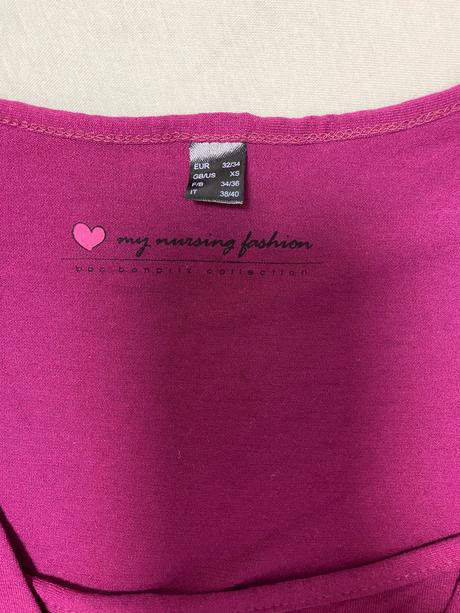 EUR 32/34
GB/US XS
F/B 34/36
IT 38/40
my nursing fashion
bpc bonprix collection